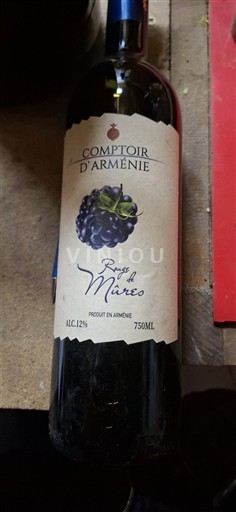 COMPTOIR
D'ARMÉNIE
VINIOU
Rouge de
Mûres
PRODUIT EN ARMÉNIE
ALC.12% 750ML